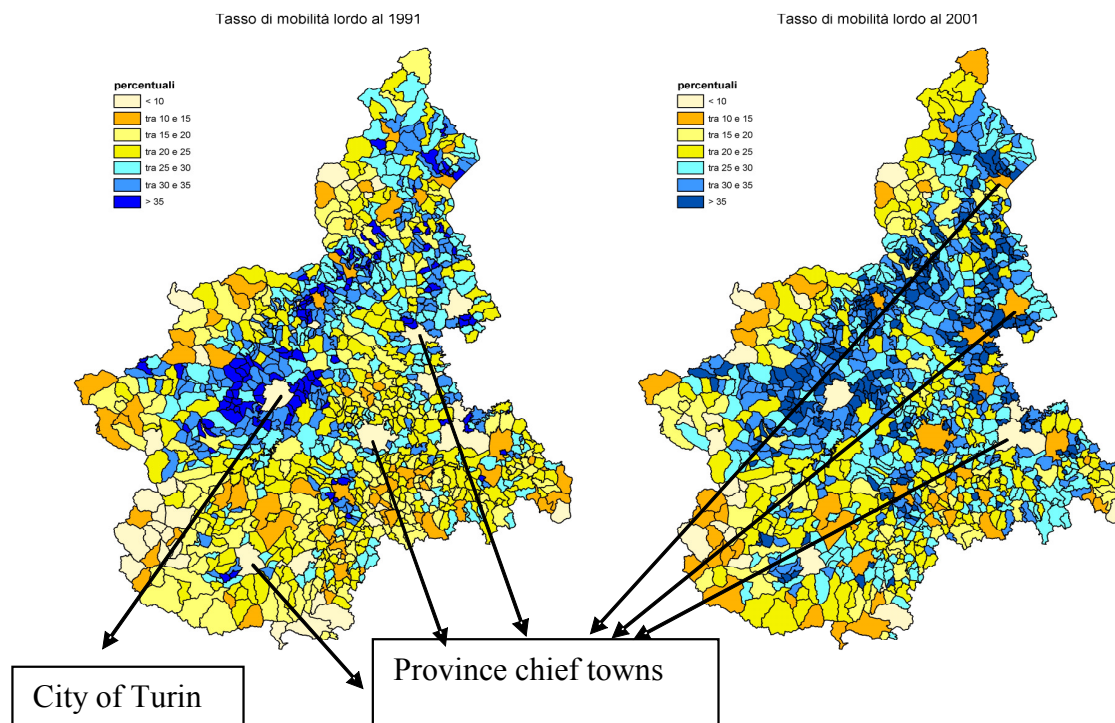 Tasso di mobilità lordo al 1991
percentuali
< 10
tra 10 e 15
tra 15 e 20
tra 20 e 25
tra 25 e 30
tra 30 e 35
> 35
Tasso di mobilità lordo al 2001
percentuali
< 10
tra 10 e 15
tra 15 e 20
tra 20 e 25
tra 25 e 30
tra 30 e 35
> 35
City of Turin
Province chief towns